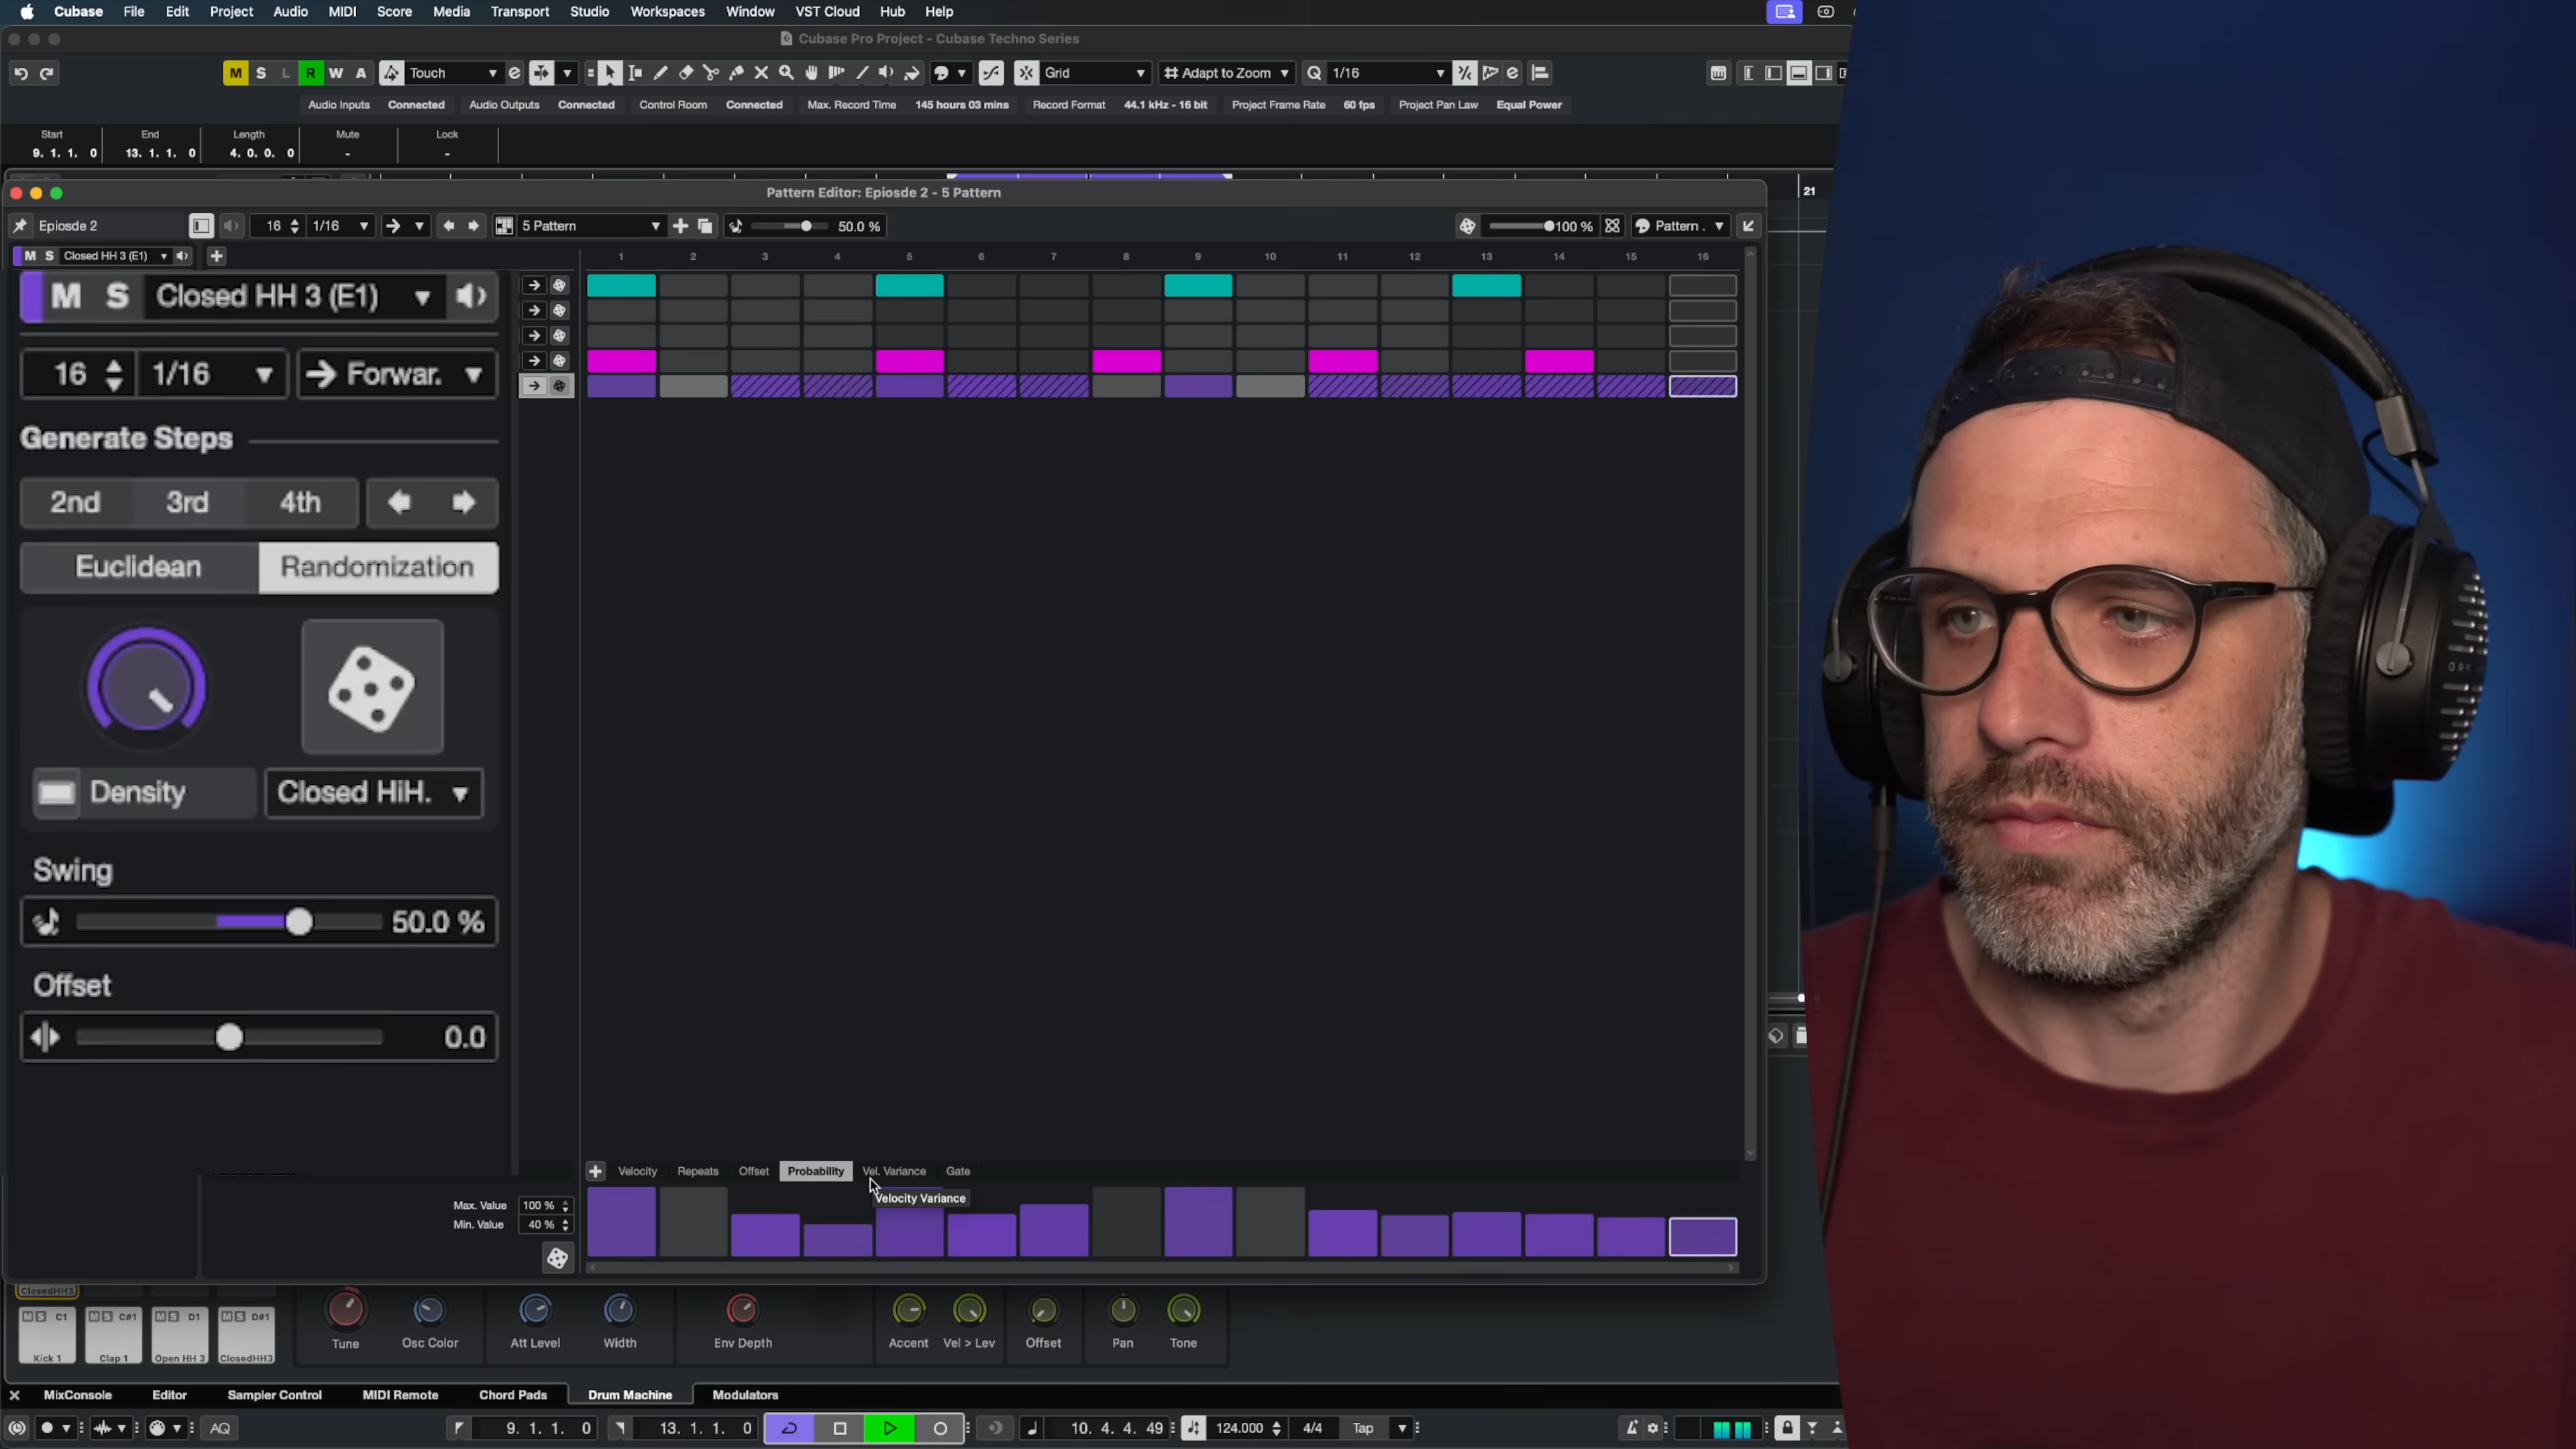 Cubase File Edit Project Audio MIDI Score Media Transport Studio Workspaces Window VST Cloud Hub Help
Cubase Pro Project - Cubase Techno Series
M S L R W A Touch Grid Adapt to Zoom Q 1/16
Audio Inputs Connected Audio Outputs Connected Control Room Connected Max. Record Time 145 hours 03 mins Record Format 44.1 kHz - 16 bit Project Frame Rate 60 fps Project Pan Law Equal Power
Start End Length Mute Lock
9. 1. 1. 0 13. 1. 1. 0 4. 0. 0. 0 - -
21
Pattern Editor: Epiosde 2 - 5 Pattern
Epiosde 2 16 1/16 5 Pattern 50.0 % 100 % Pattern .
M S Closed HH 3 (E1)
1 2 3 4 5 6 7 8 9 10 11 12 13 14 15 16
M S Closed HH 3 (E1)
16 1/16 Forwar.
Generate Steps
2nd 3rd 4th
Euclidean Randomization
Density Closed HiH.
Swing
50.0 %
Offset
0.0
Velocity Repeats Offset Probability Vel. Variance Gate
Velocity Variance
Max. Value 100 %
Min. Value 40 %
ClosedHH3
M S C1 M S C#1 M S D1 M S D#1
Kick 1 Clap 1 Open HH 3 ClosedHH3
Tune Osc Color Att Level Width Env Depth Accent Vel > Lev Offset Pan Tone
MixConsole Editor Sampler Control MIDI Remote Chord Pads Drum Machine Modulators
AQ 9. 1. 1. 0 13. 1. 1. 0 10. 4. 4. 49 124.000 4/4 Tap